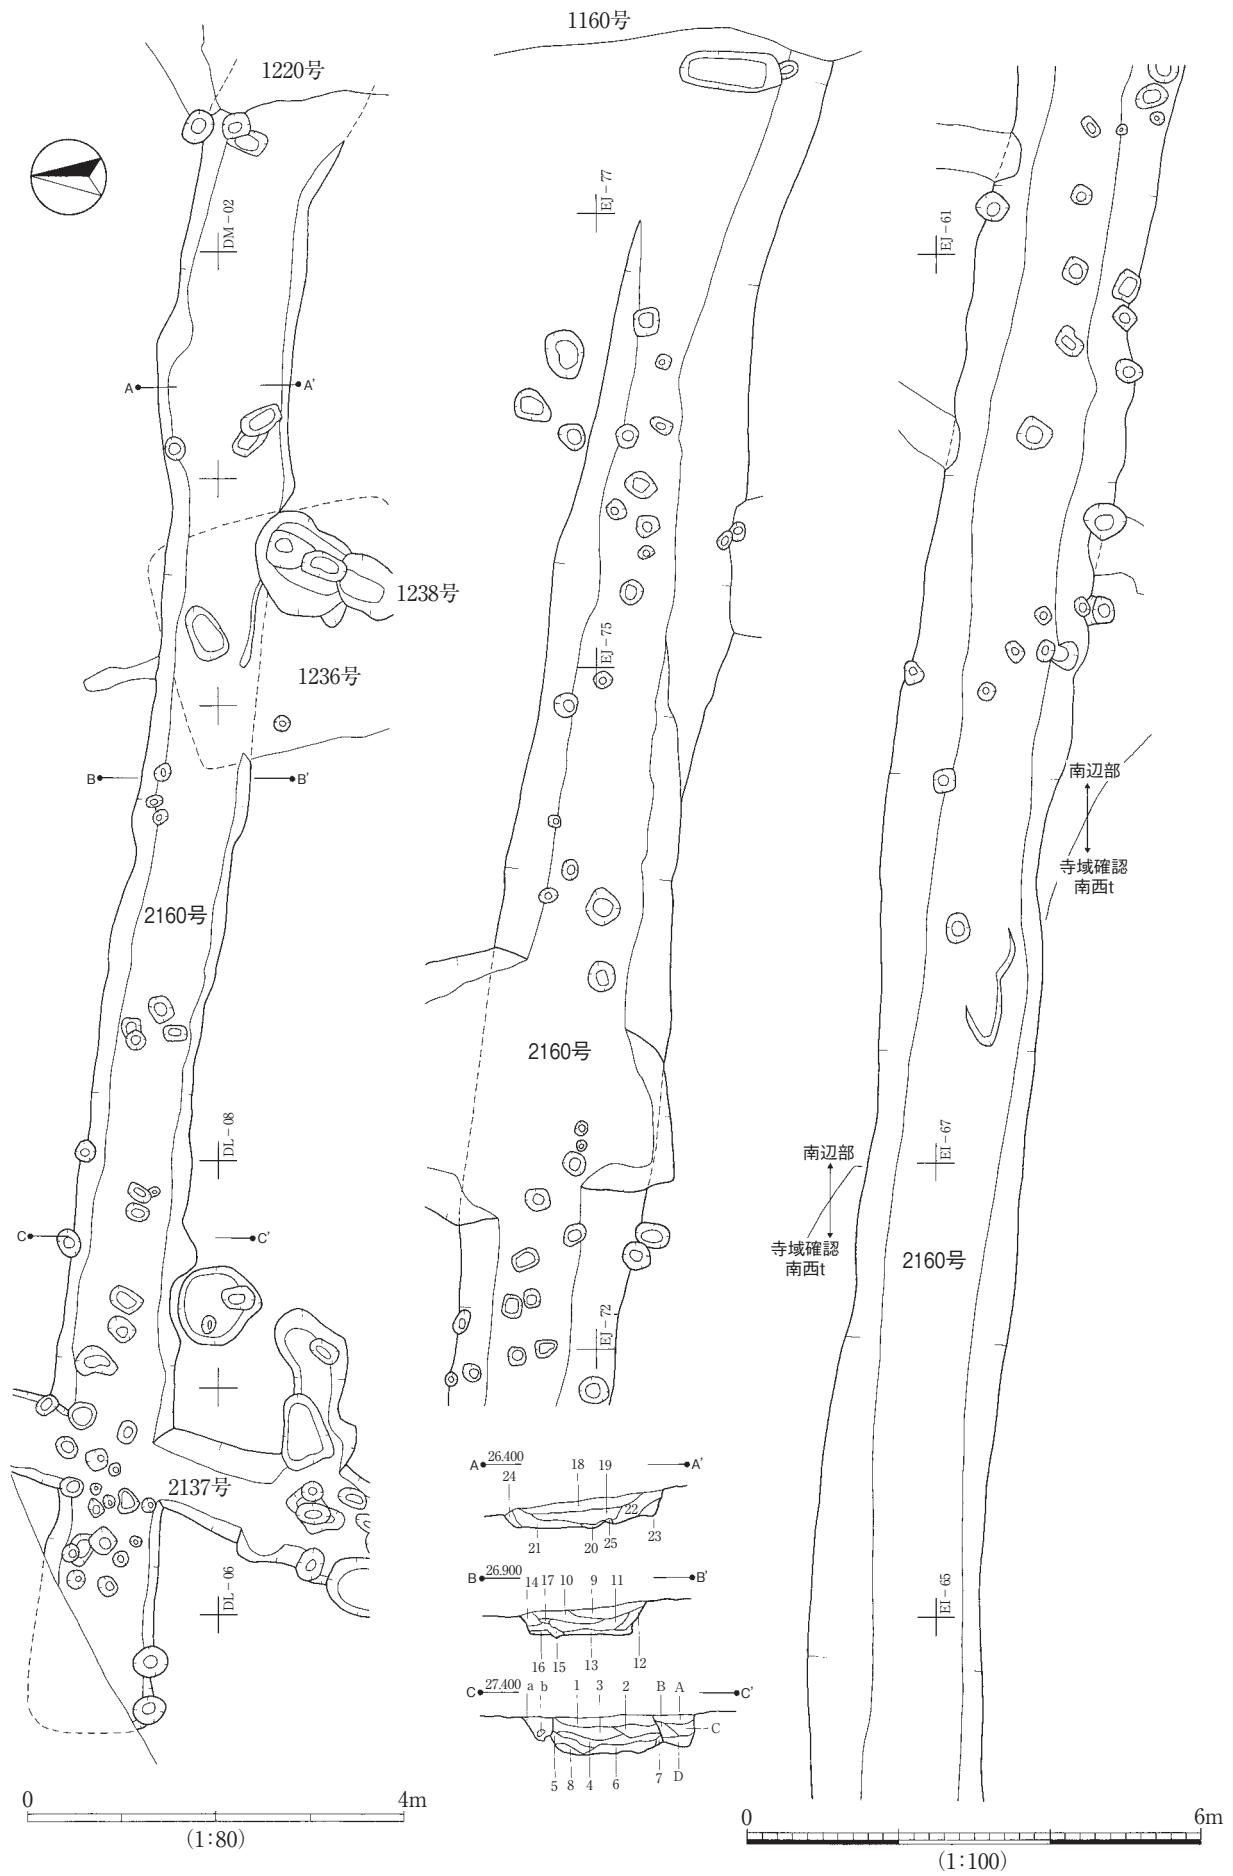 1220号
DM-02
A
A'
1238号
1236号
B
B'
2160号
DL-08
C
C'
2137号
DL-06
0
4m
(1:80)
1160号
EJ-77
EJ-75
2160号
EJ-72
A
26.400
A'
24
18
19
22
21
20
25
23
B
26.900
B'
14
17
10
9
11
16
15
13
12
C
27.400
a
b
1
3
2
B
A
C'
C
5
8
4
6
7
D
EJ-61
南辺部
寺域確認
南西t
EI-67
南辺部
寺域確認
南西t
2160号
EI-65
0
6m
(1:100)